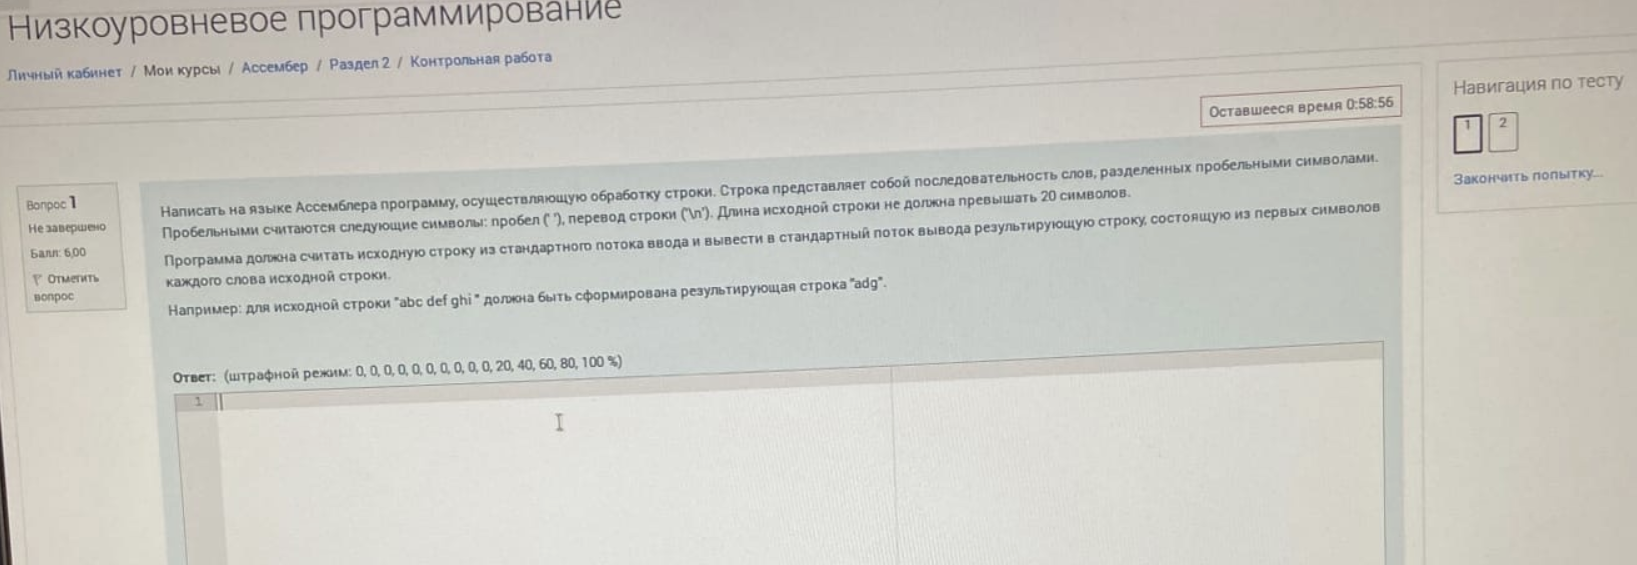 Низкоуровневое программирование
Личный кабинет / Мои курсы / Ассембер / Раздел 2 / Контрольная работа
Оставшееся время 0:58:56
Навигация по тесту
1 2
Закончить попытку...
Вопрос 1
Не завершено
Балл: 6,00
Отметить
вопрос
Написать на языке Ассемблера программу, осуществляющую обработку строки. Строка представляет собой последовательность слов, разделенных пробельными символами.
Пробельными считаются следующие символы: пробел (' '), перевод строки ('\n'). Длина исходной строки не должна превышать 20 символов.
Программа должна считать исходную строку из стандартного потока ввода и вывести в стандартный поток вывода результирующую строку, состоящую из первых символов
каждого слова исходной строки.
Например: для исходной строки "abc def ghi " должна быть сформирована результирующая строка "adg".
Ответ: (штрафной режим: 0, 0, 0, 0, 0, 0, 0, 0, 0, 0, 20, 40, 60, 80, 100 %)
1